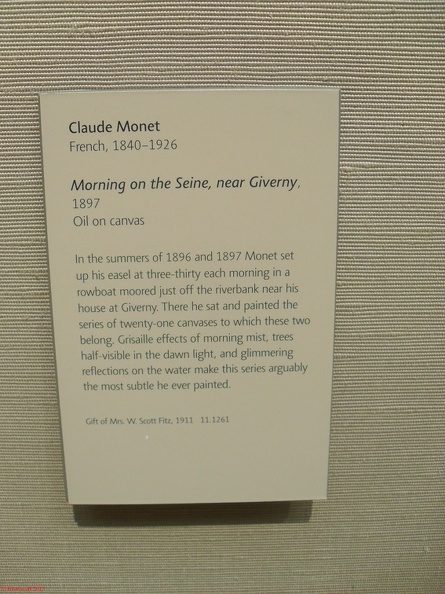 Claude Monet
French, 1840–1926
Morning on the Seine, near Giverny,
1897
Oil on canvas
In the summers of 1896 and 1897 Monet set
up his easel at three-thirty each morning in a
rowboat moored just off the riverbank near his
house at Giverny. There he sat and painted the
series of twenty-one canvases to which these two
belong. Grisaille effects of morning mist, trees
half-visible in the dawn light, and glimmering
reflections on the water make this series arguably
the most subtle he ever painted.
Gift of Mrs. W. Scott Fitz, 1911 11.1261